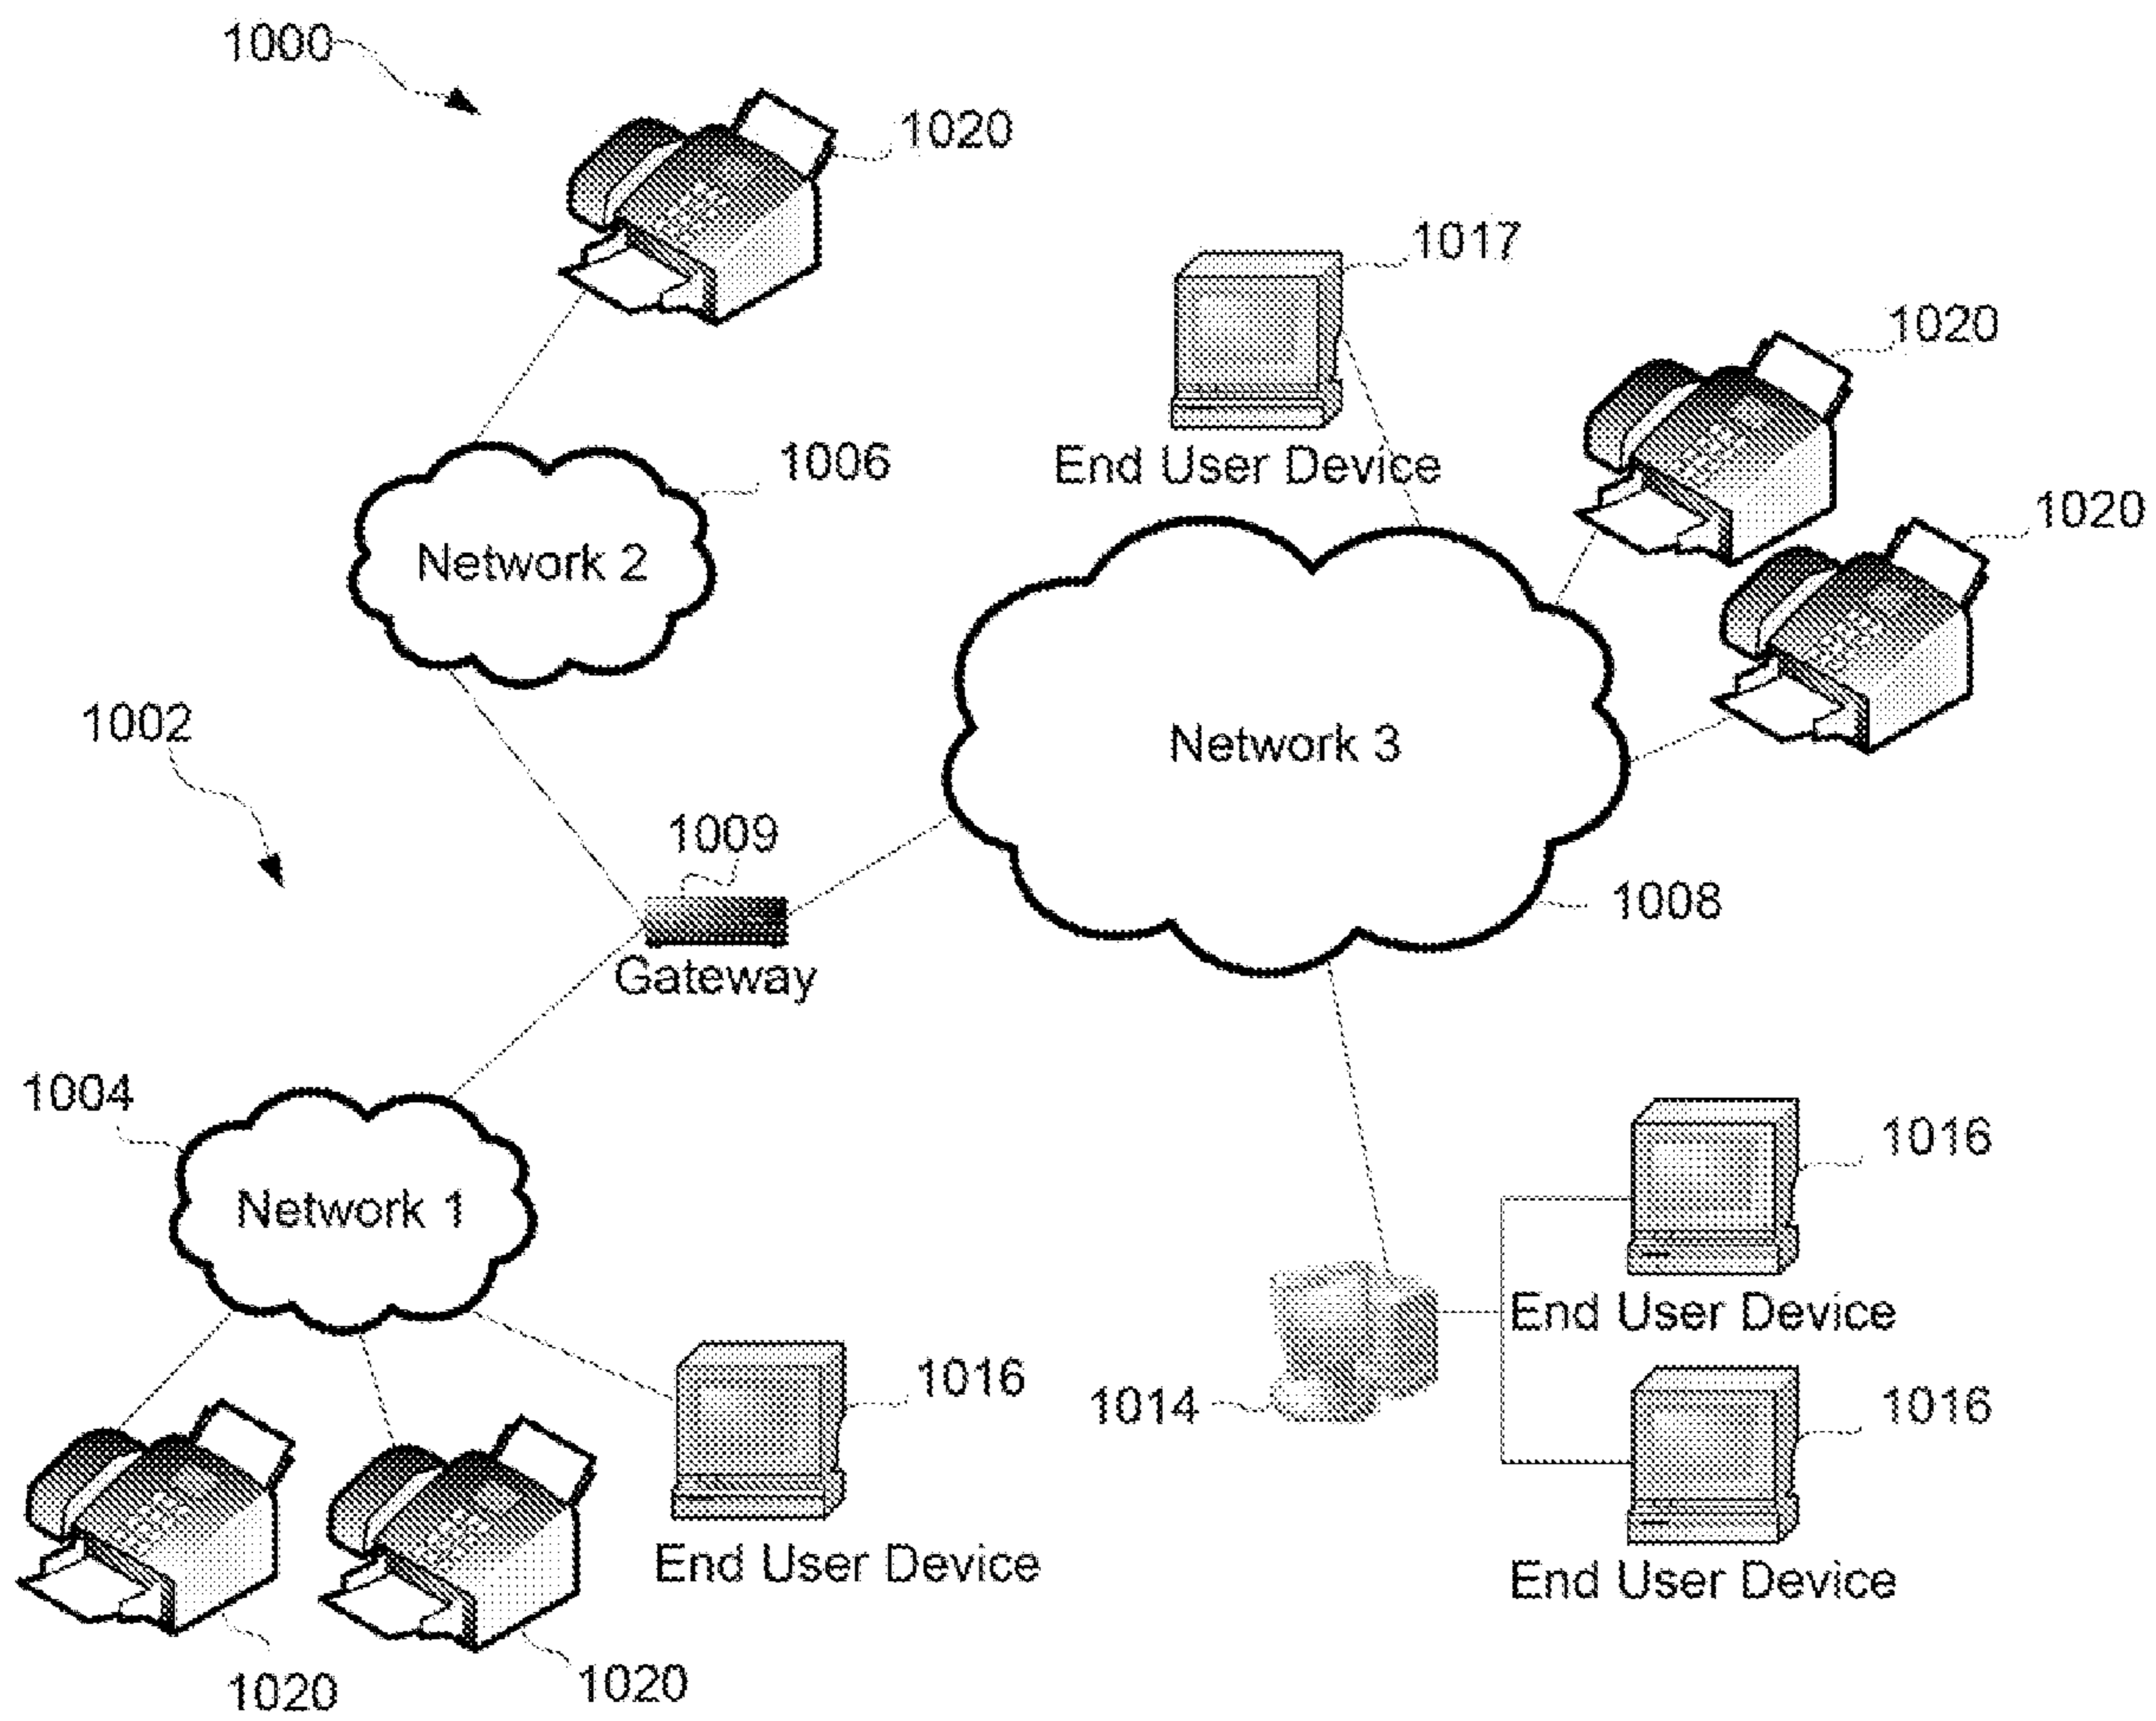 1000
1020
1017
1020
1020
End User Device
1006
Network 2
1002
Network 3
1009
1008
Gateway
1004
Network 1
1016
End User Device
1016
1014
1016
End User Device
End User Device
1020
1020